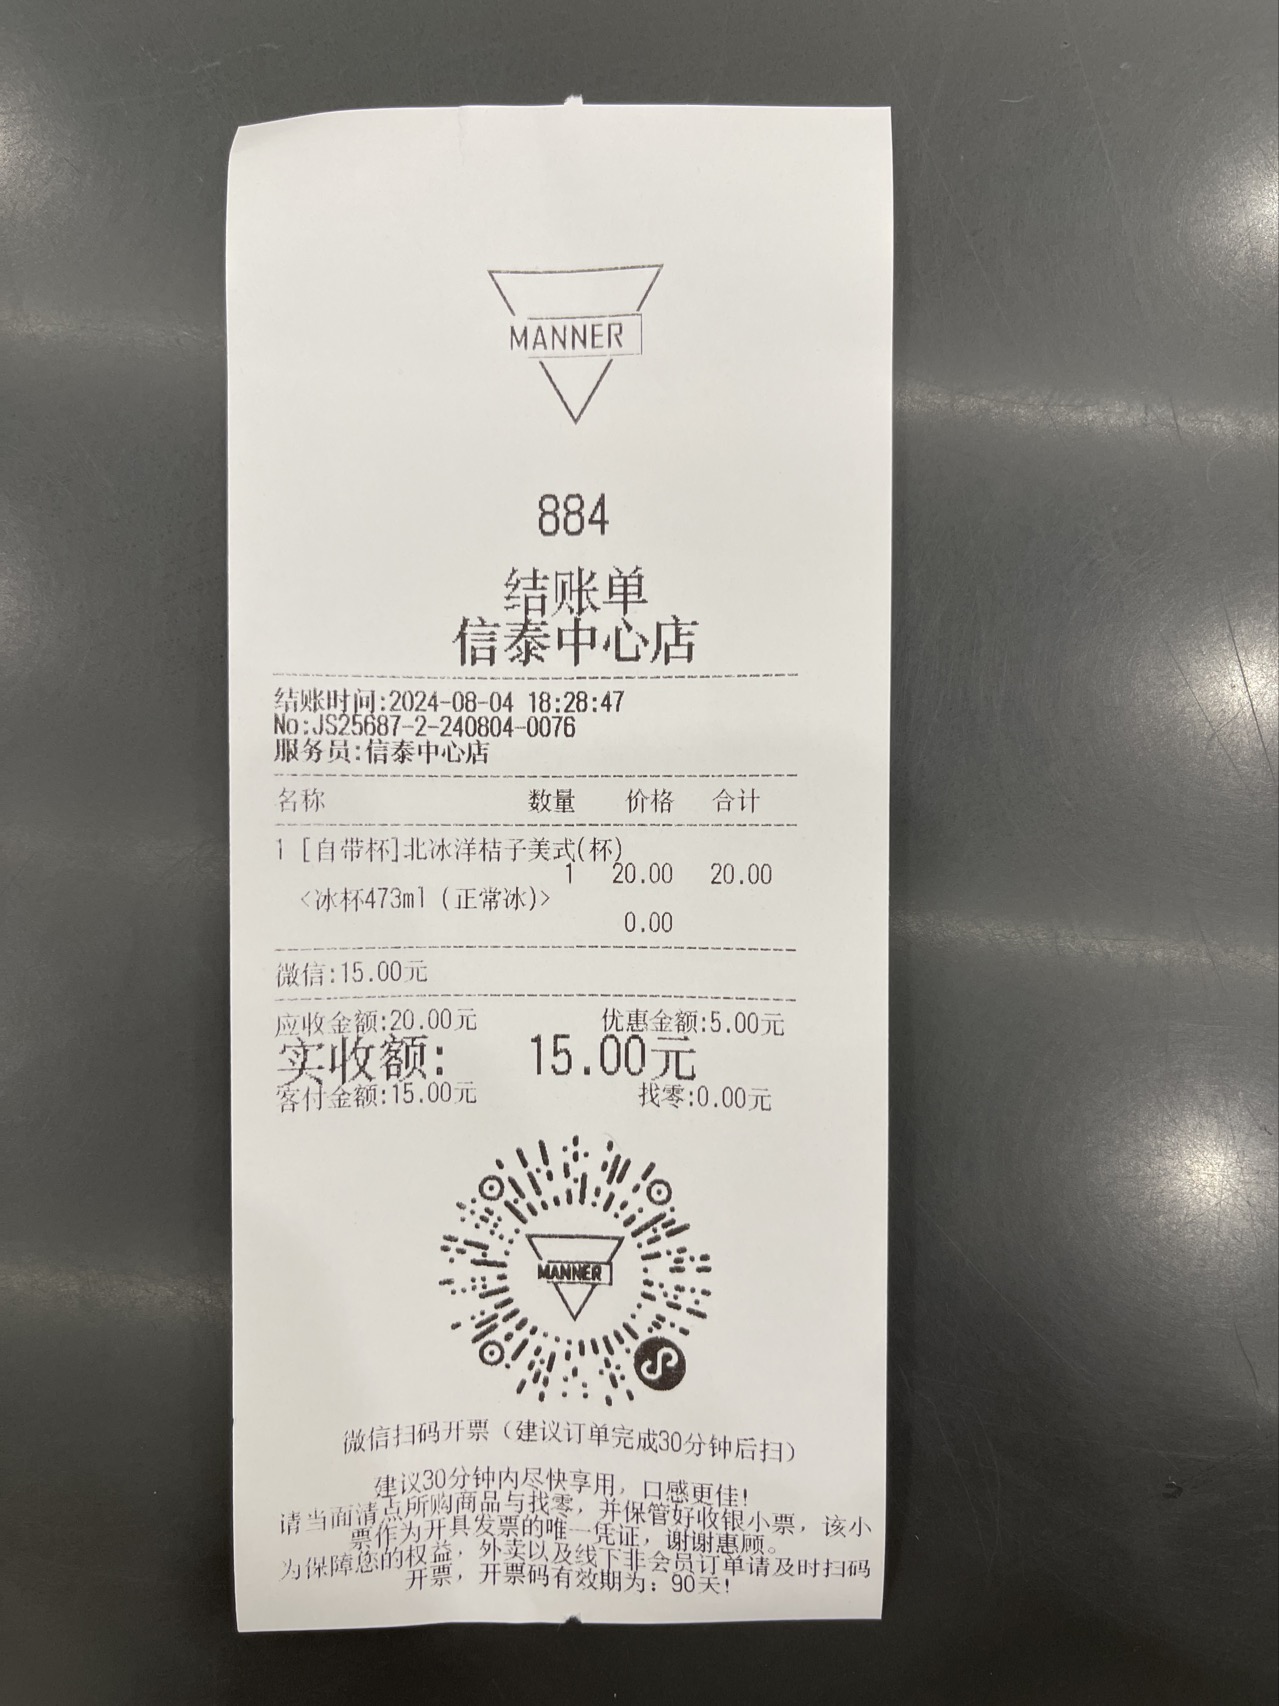 MANNER
884
结账单
信泰中心店
结账时间:2024-08-04 18:28:47
No:JS25687-2-240804-0076
服务员:信泰中心店
名称 数量 价格 合计
1 [自带杯]北冰洋桔子美式(杯)
1 20.00 20.00
<冰杯473ml (正常冰)>
0.00
微信:15.00元
应收金额:20.00元 优惠金额:5.00元
实收额: 15.00元
客付金额:15.00元 找零:0.00元
MANNER
微信扫码开票（建议订单完成30分钟后扫）
建议30分钟内尽快享用，口感更佳!
请当面清点所购商品与找零，并保管好收银小票，该小
票作为开具发票的唯一凭证，谢谢惠顾。
为保障您的权益，外卖以及线下非会员订单请及时扫码
开票，开票码有效期为：90天!